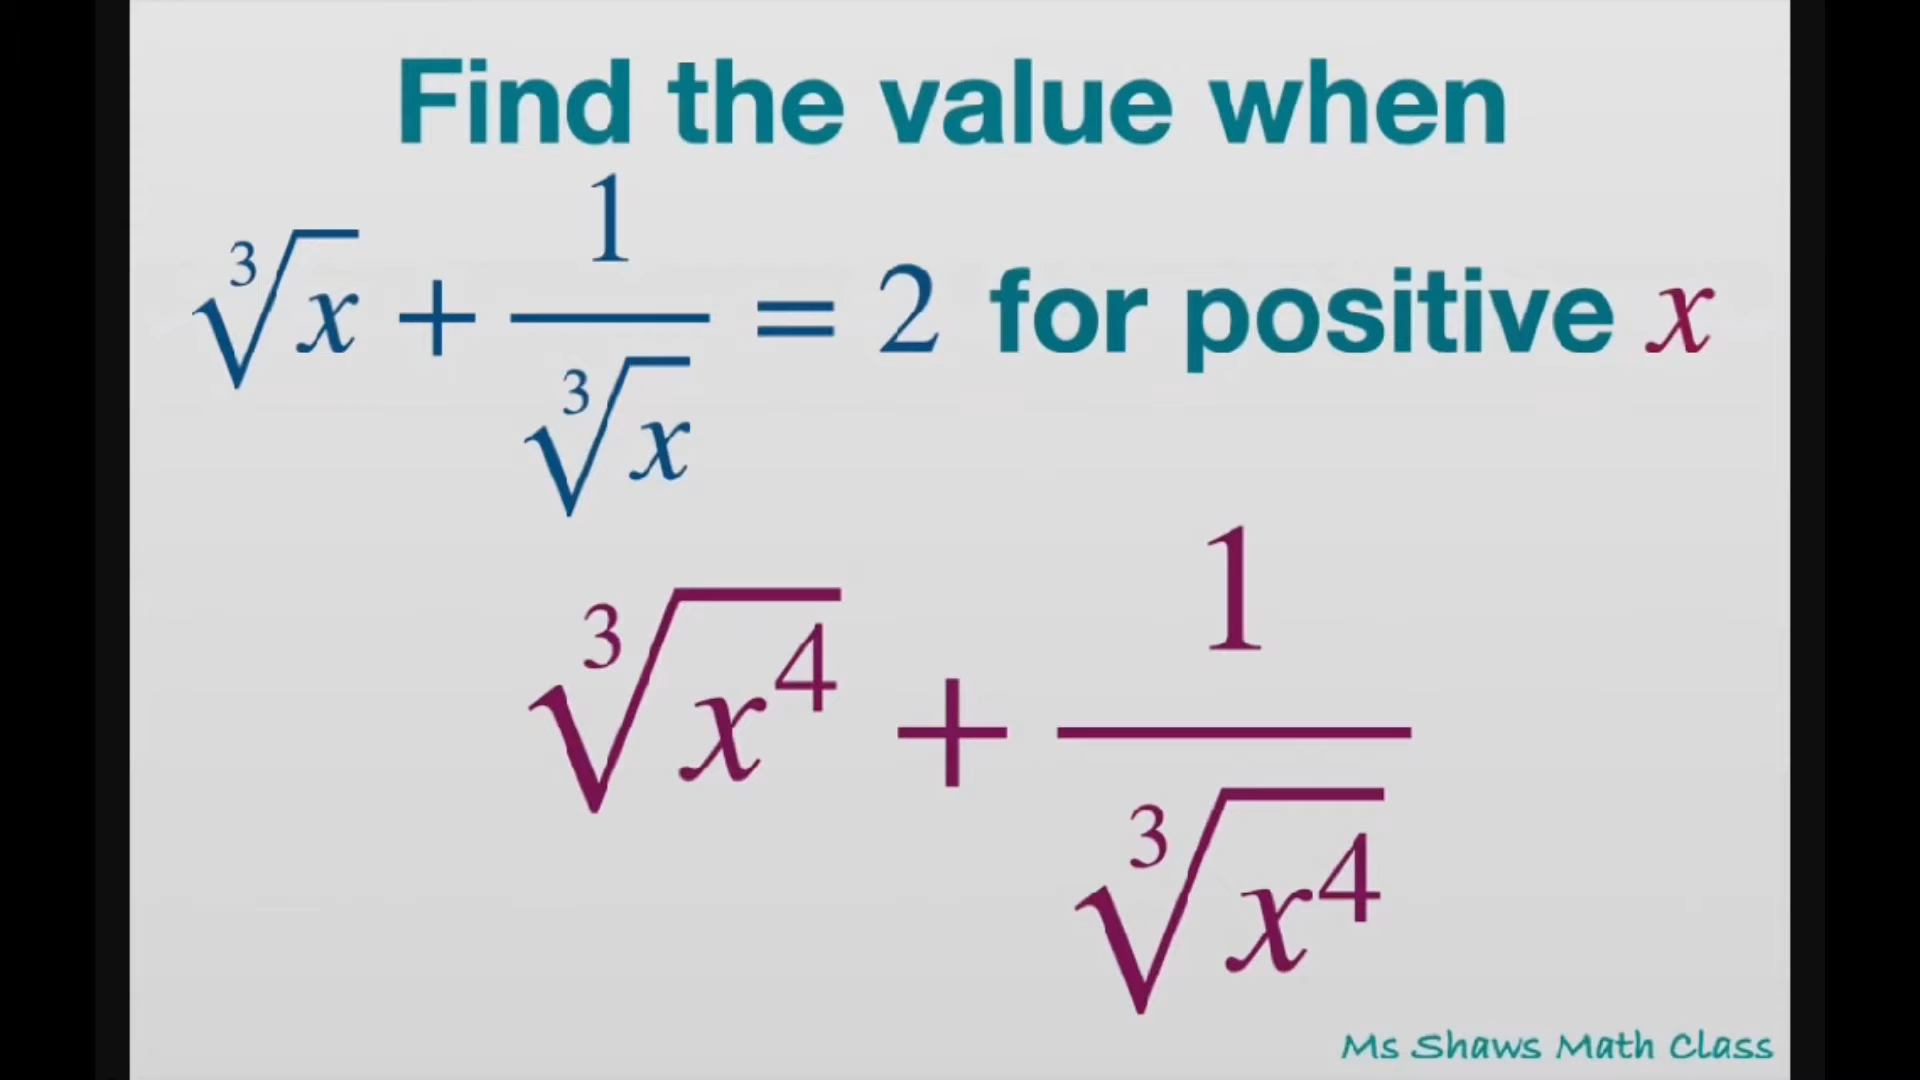 Find the value when
∛x + 1/∛x = 2 for positive x
∛x⁴ + 1/∛x⁴
Ms Shaws Math Class